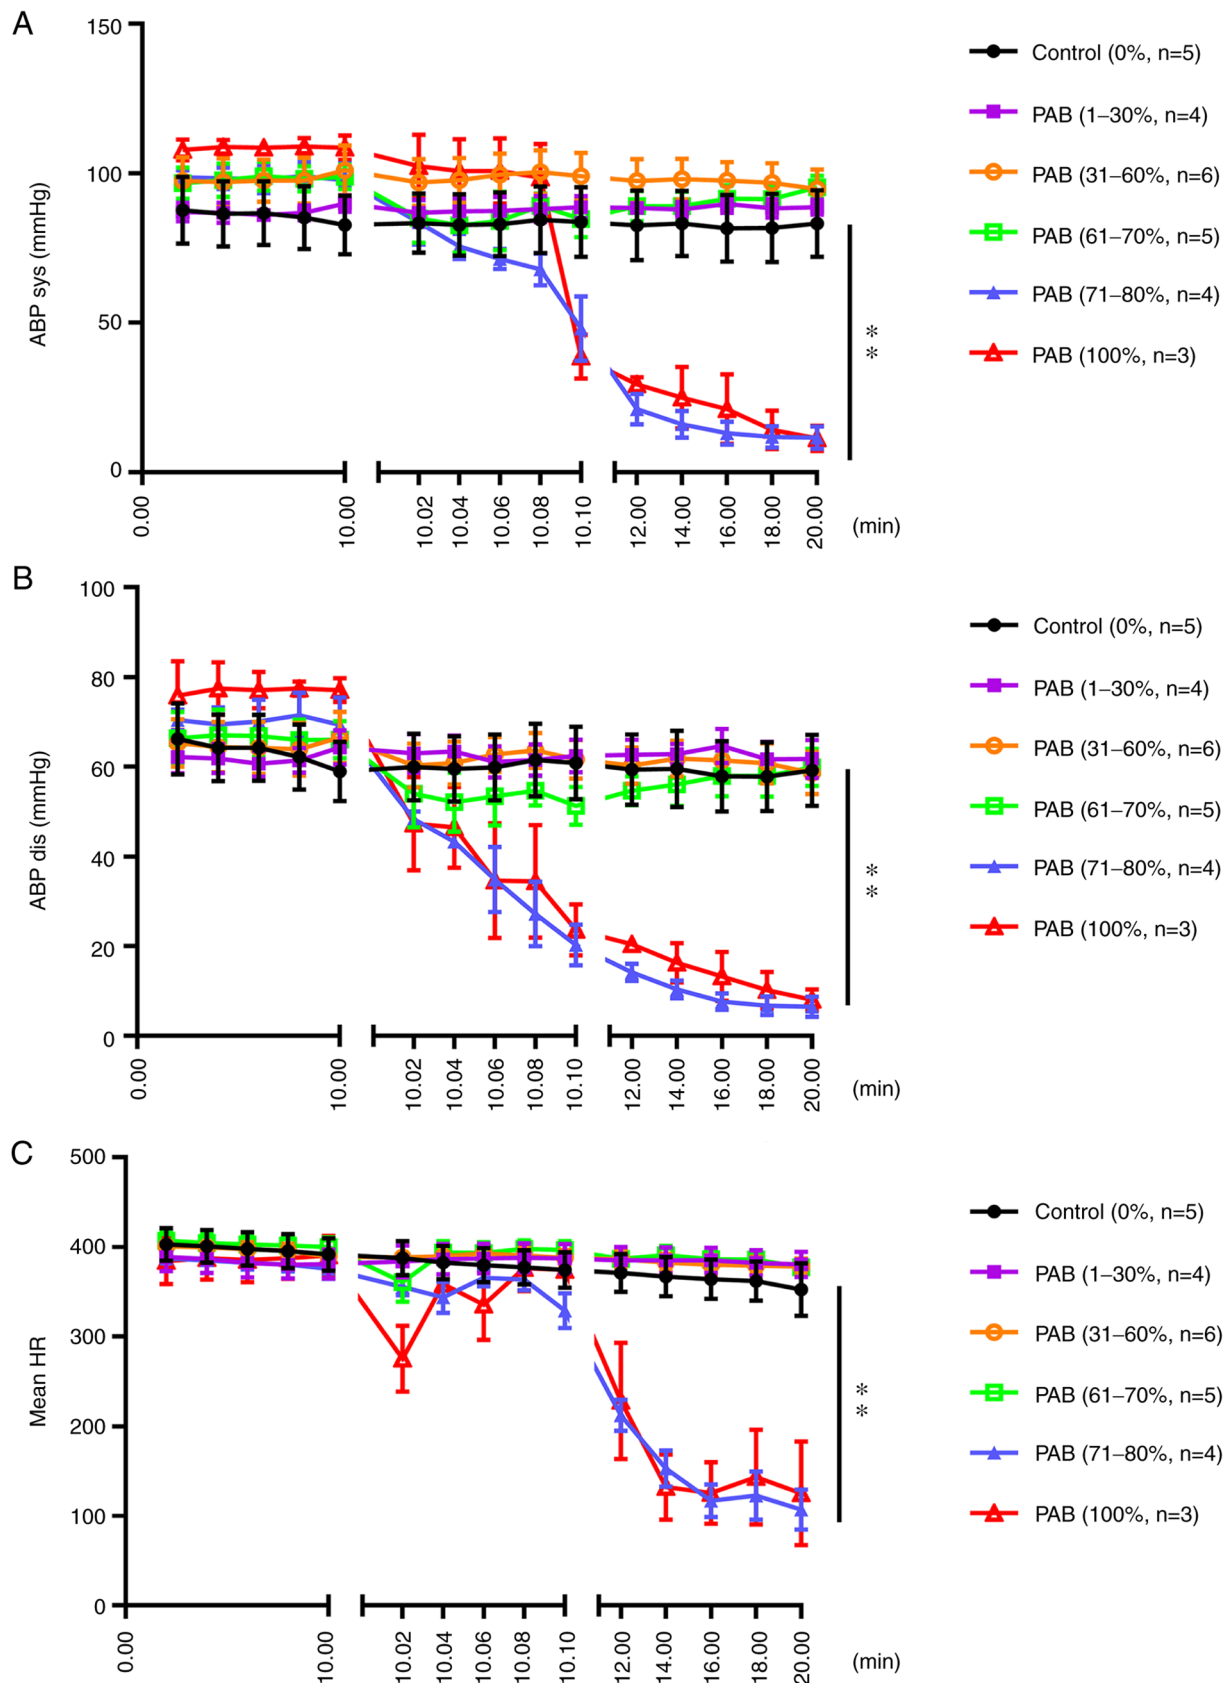 A
150
100
50
0
ABP sys (mmHg)
0.00
10.00
10.02
10.04
10.06
10.08
10.10
12.00
14.00
16.00
18.00
20.00
(min)
**
Control (0%, n=5)
PAB (1–30%, n=4)
PAB (31–60%, n=6)
PAB (61–70%, n=5)
PAB (71–80%, n=4)
PAB (100%, n=3)
B
100
80
60
40
20
0
ABP dis (mmHg)
0.00
10.00
10.02
10.04
10.06
10.08
10.10
12.00
14.00
16.00
18.00
20.00
(min)
**
Control (0%, n=5)
PAB (1–30%, n=4)
PAB (31–60%, n=6)
PAB (61–70%, n=5)
PAB (71–80%, n=4)
PAB (100%, n=3)
C
500
400
300
200
100
0
Mean HR
0.00
10.00
10.02
10.04
10.06
10.08
10.10
12.00
14.00
16.00
18.00
20.00
(min)
**
Control (0%, n=5)
PAB (1–30%, n=4)
PAB (31–60%, n=6)
PAB (61–70%, n=5)
PAB (71–80%, n=4)
PAB (100%, n=3)